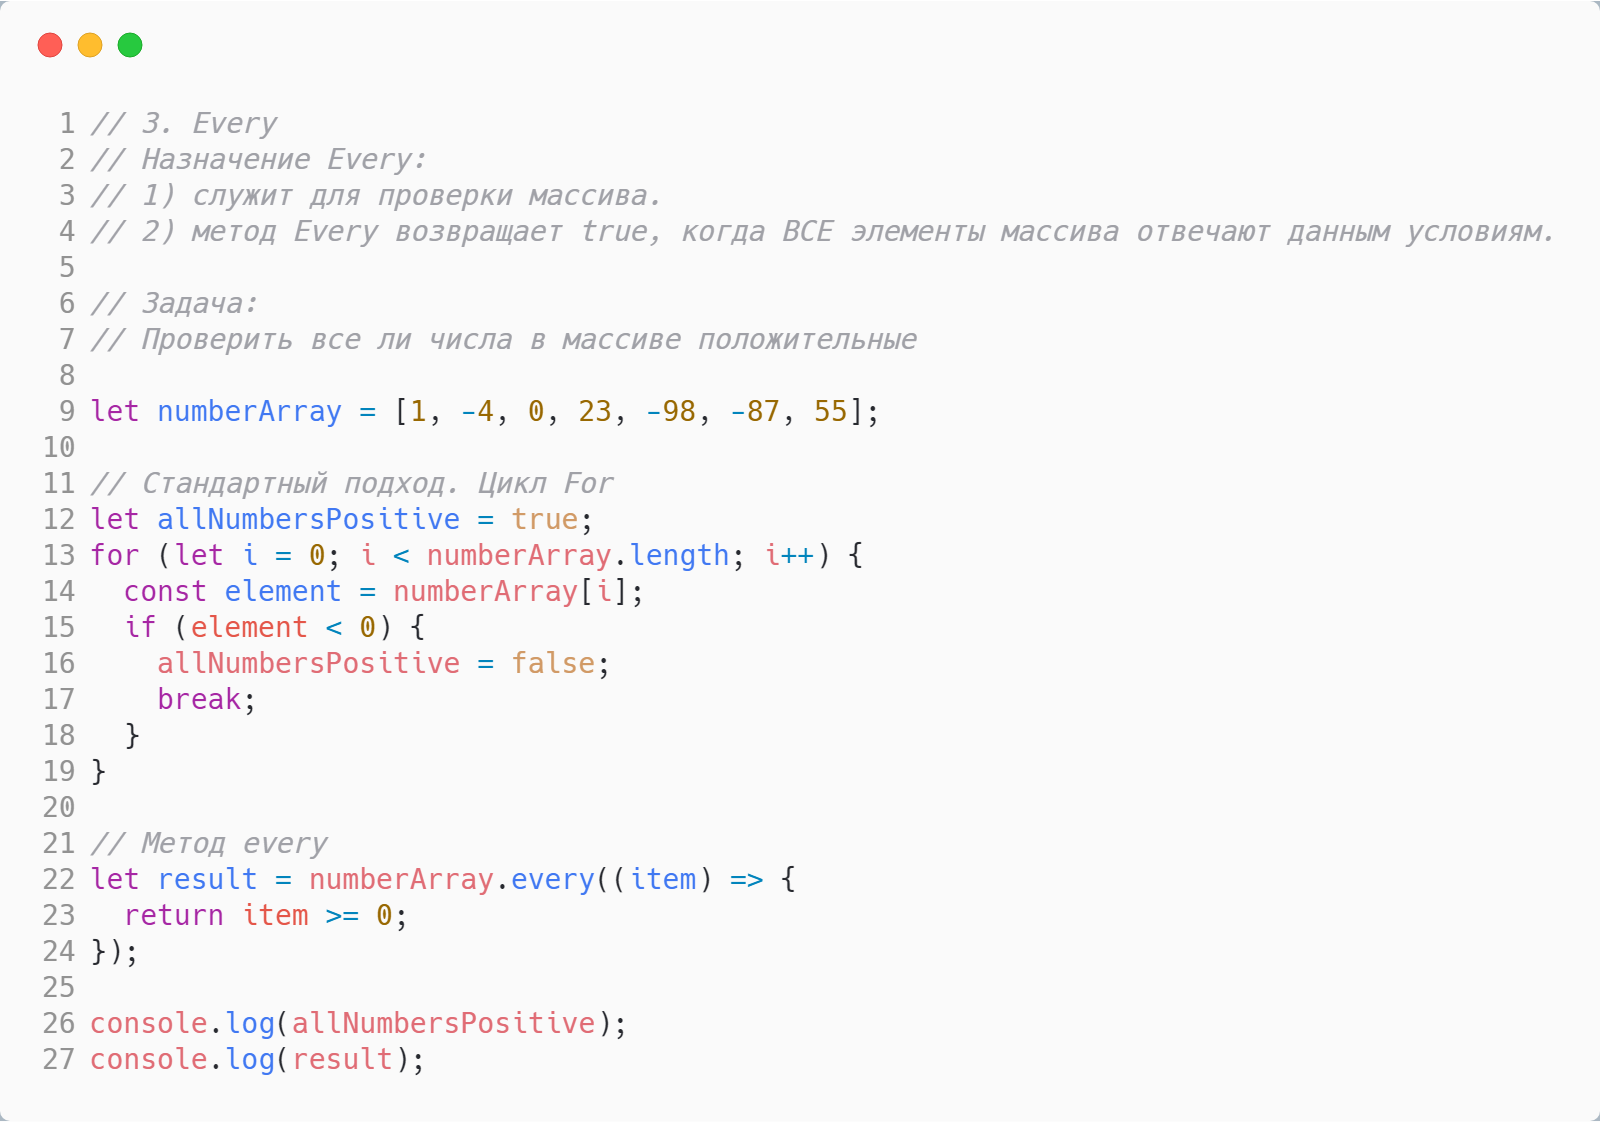 1 // 3. Every
2 // Назначение Every:
3 // 1) служит для проверки массива.
4 // 2) метод Every возвращает true, когда ВСЕ элементы массива отвечают данным условиям.
5
6 // Задача:
7 // Проверить все ли числа в массиве положительные
8
9 let numberArray = [1, -4, 0, 23, -98, -87, 55];
10
11 // Стандартный подход. Цикл For
12 let allNumbersPositive = true;
13 for (let i = 0; i < numberArray.length; i++) {
14   const element = numberArray[i];
15   if (element < 0) {
16     allNumbersPositive = false;
17     break;
18   }
19 }
20
21 // Метод every
22 let result = numberArray.every((item) => {
23   return item >= 0;
24 });
25
26 console.log(allNumbersPositive);
27 console.log(result);